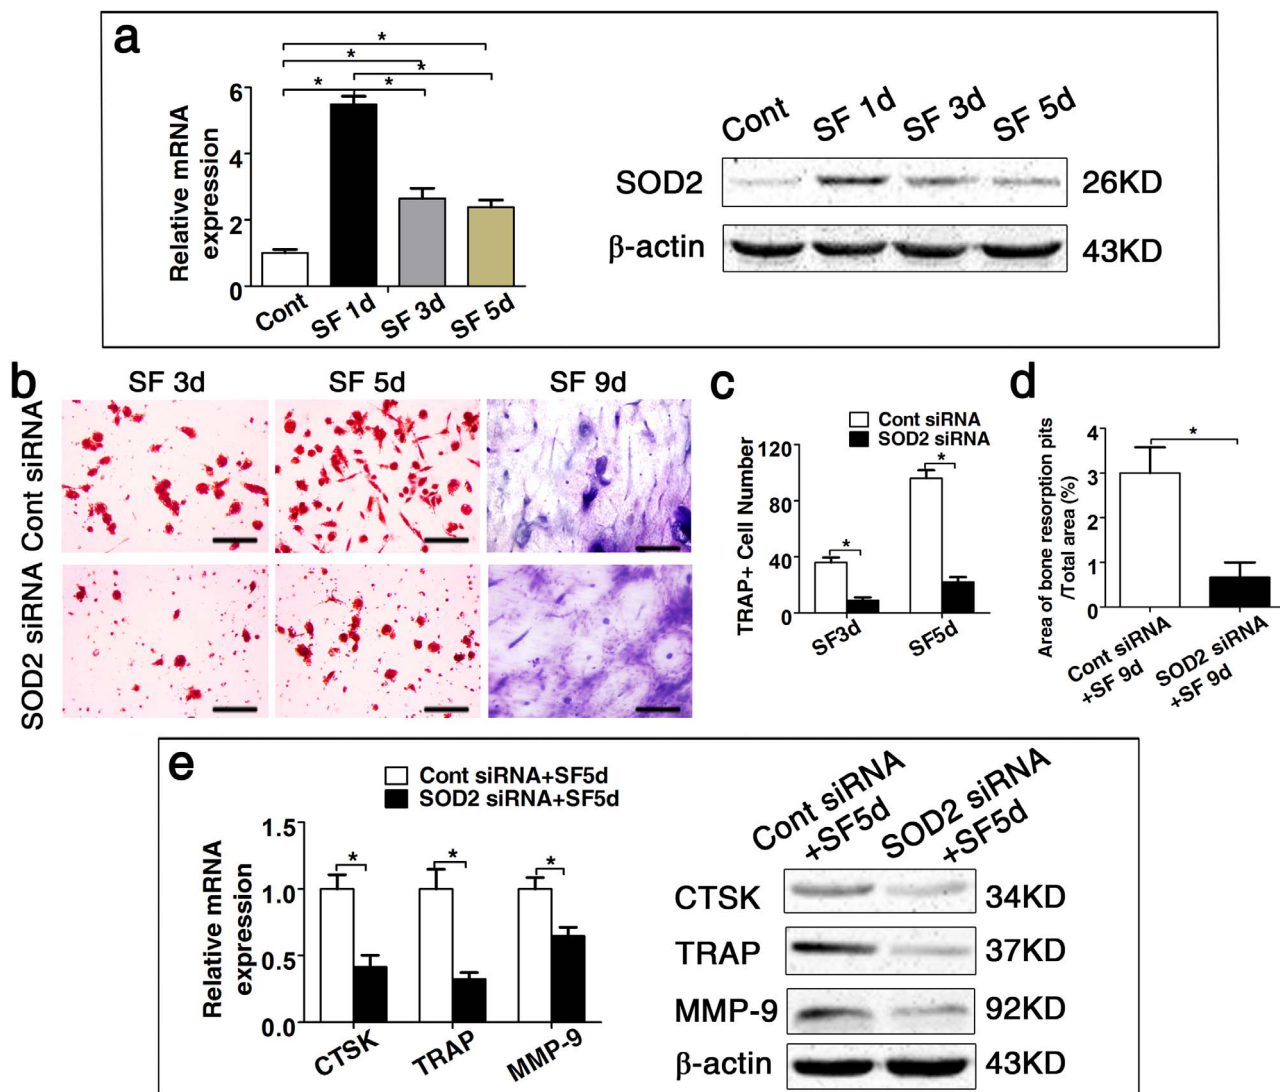 a
*
*
*
* *
Relative mRNA
expression
6
4
2
0
Cont
SF 1d
SF 3d
SF 5d
Cont
SF 1d
SF 3d
SF 5d
SOD2
26KD
β-actin
43KD
b
SF 3d
SF 5d
SF 9d
Cont siRNA
SOD2 siRNA
c
Cont siRNA
SOD2 siRNA
TRAP+ Cell Number
120
80
40
0
*
*
SF3d
SF5d
d
Area of bone resorption pits
/Total area (%)
4
3
2
1
0
*
Cont siRNA
+SF 9d
SOD2 siRNA
+SF 9d
e
Cont siRNA+SF5d
SOD2 siRNA+SF5d
Relative mRNA
expression
1.5
1.0
0.5
0.0
*
*
*
CTSK
TRAP
MMP-9
Cont siRNA
+SF5d
SOD2 siRNA
+SF5d
CTSK
34KD
TRAP
37KD
MMP-9
92KD
β-actin
43KD